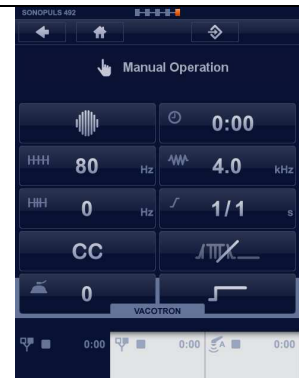 SONOPULS 492
Manual Operation
0:00
80 Hz
4.0 kHz
0 Hz
1/1 s
CC
0
VACOTRON
0:00
0:00
A
0:00